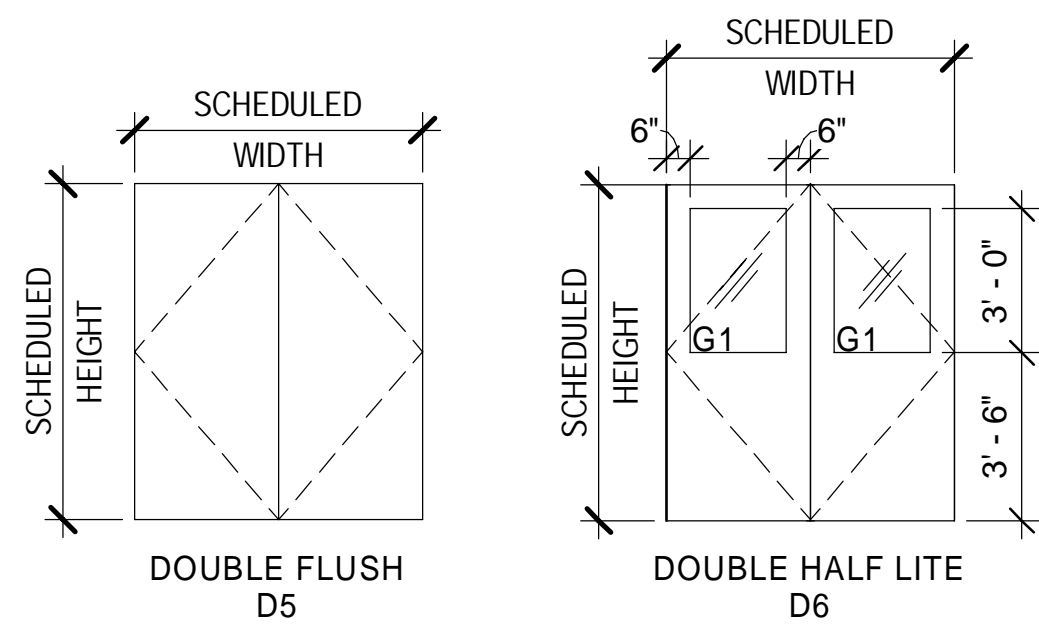 SCHEDULED
WIDTH
SCHEDULED
HEIGHT
DOUBLE FLUSH
D5
SCHEDULED
WIDTH
6"
6"
SCHEDULED
HEIGHT
G1
G1
3' - 0"
3' - 6"
DOUBLE HALF LITE
D6